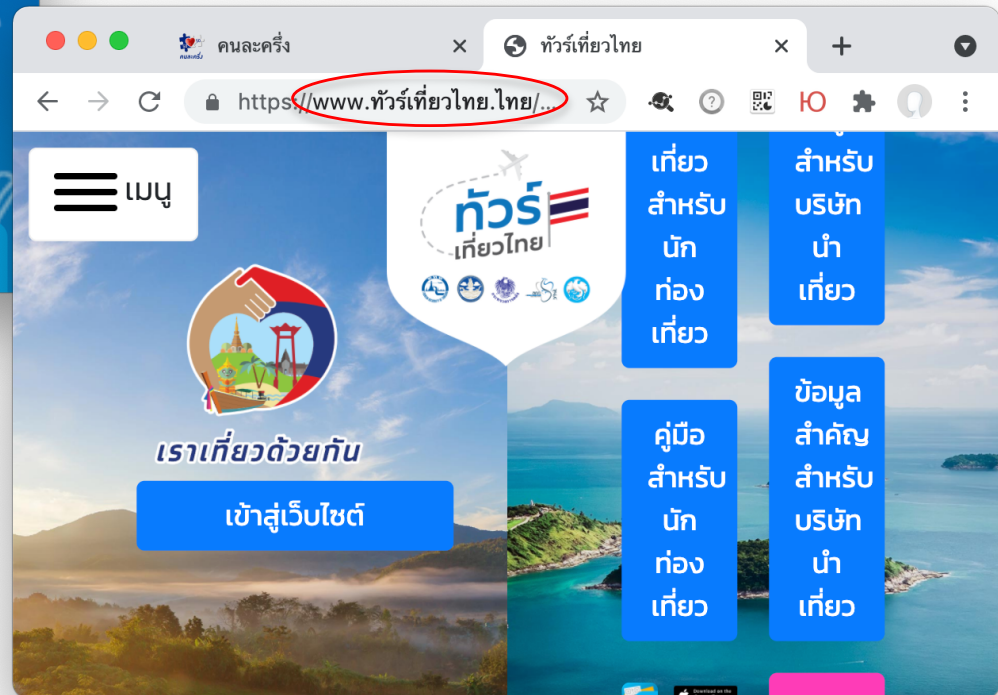 คนละครึ่ง
ทัวร์เที่ยวไทย
https://www.ทัวร์เที่ยวไทย.ไทย/...
เมนู
ทัวร์
เที่ยวไทย
เราเที่ยวด้วยกัน
เข้าสู่เว็บไซต์
เที่ยว
สำหรับ
นัก
ท่อง
เที่ยว
สำหรับ
บริษัท
นำ
เที่ยว
คู่มือ
สำหรับ
นัก
ท่อง
เที่ยว
ข้อมูล
สำคัญ
สำหรับ
บริษัท
นำ
เที่ยว
Download on the